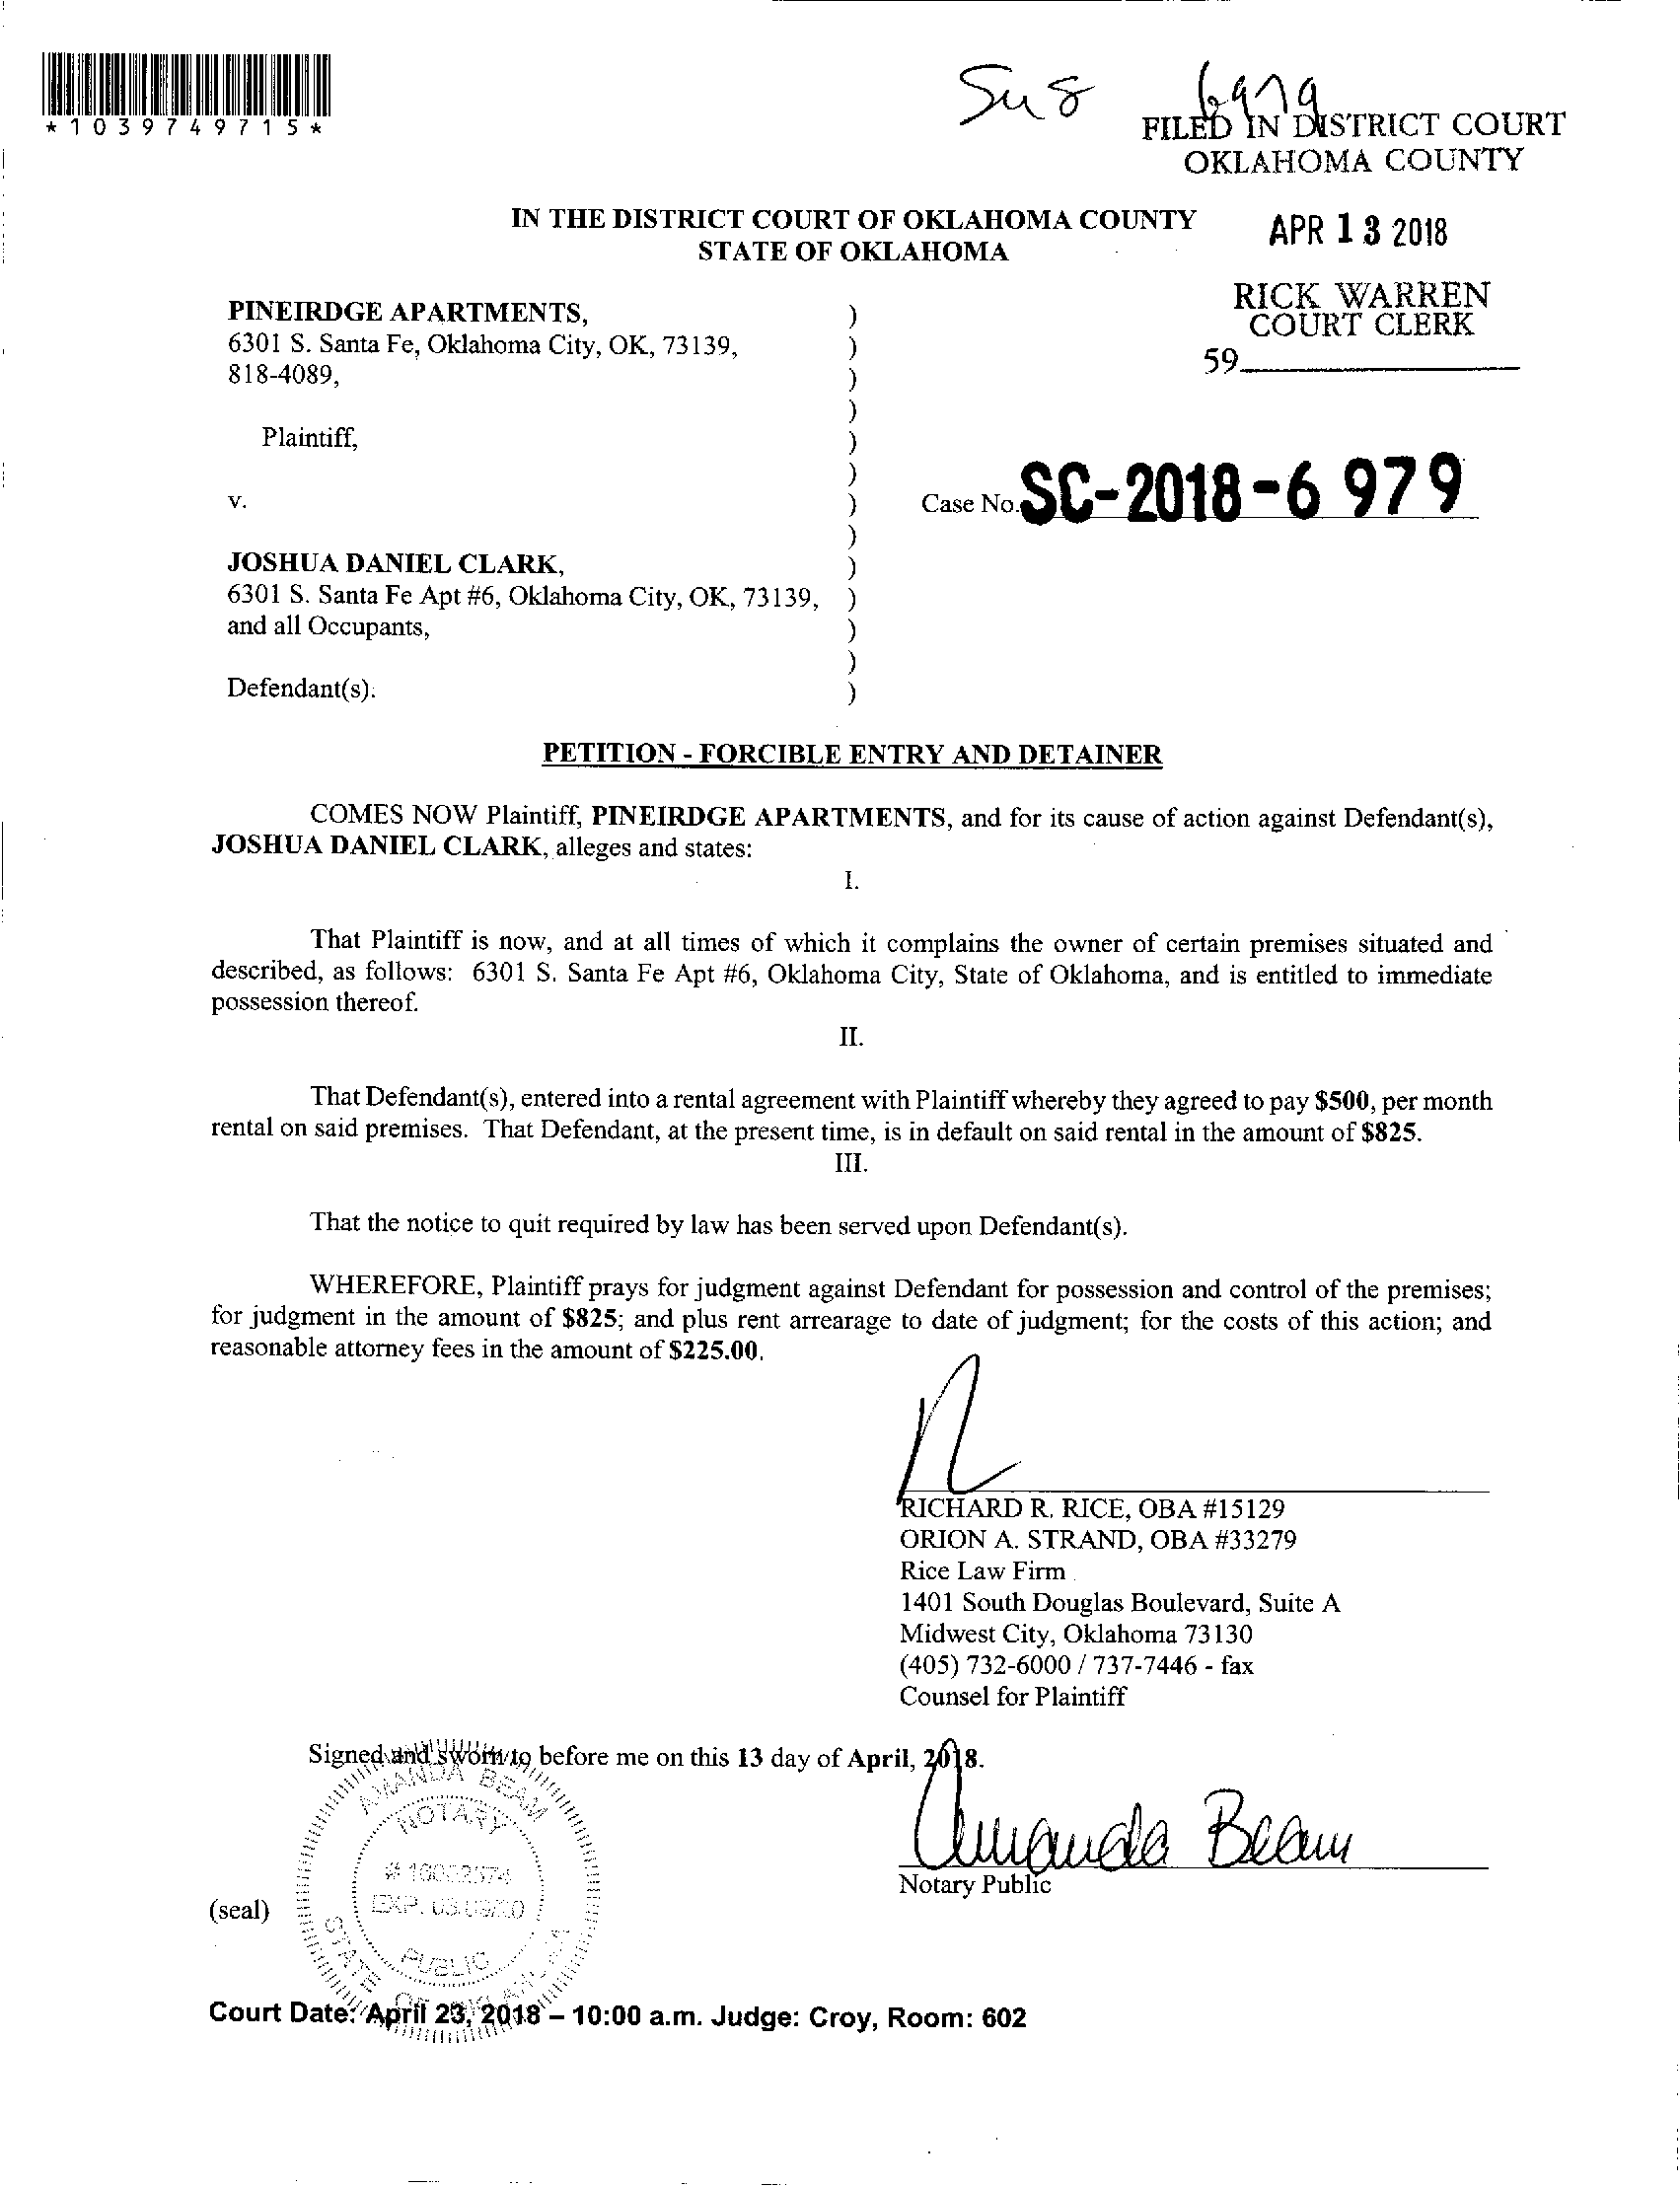 *1039749715*
FILED IN DISTRICT COURT
OKLAHOMA COUNTY
IN THE DISTRICT COURT OF OKLAHOMA COUNTY
STATE OF OKLAHOMA
APR 13 2018
RICK WARREN
COURT CLERK
59
PINEIRDGE APARTMENTS, )
6301 S. Santa Fe, Oklahoma City, OK, 73139, )
818-4089, )
)
Plaintiff, )
)
v. ) Case No. SC-2018-6 979
)
JOSHUA DANIEL CLARK, )
6301 S. Santa Fe Apt #6, Oklahoma City, OK, 73139, )
and all Occupants, )
)
Defendant(s). )
PETITION - FORCIBLE ENTRY AND DETAINER
COMES NOW Plaintiff, PINEIRDGE APARTMENTS, and for its cause of action against Defendant(s),
JOSHUA DANIEL CLARK, alleges and states:
I.
That Plaintiff is now, and at all times of which it complains the owner of certain premises situated and
described, as follows: 6301 S. Santa Fe Apt #6, Oklahoma City, State of Oklahoma, and is entitled to immediate
possession thereof.
II.
That Defendant(s), entered into a rental agreement with Plaintiff whereby they agreed to pay $500, per month
rental on said premises. That Defendant, at the present time, is in default on said rental in the amount of $825.
III.
That the notice to quit required by law has been served upon Defendant(s).
WHEREFORE, Plaintiff prays for judgment against Defendant for possession and control of the premises;
for judgment in the amount of $825; and plus rent arrearage to date of judgment; for the costs of this action; and
reasonable attorney fees in the amount of $225.00.
RICHARD R. RICE, OBA #15129
ORION A. STRAND, OBA #33279
Rice Law Firm
1401 South Douglas Boulevard, Suite A
Midwest City, Oklahoma 73130
(405) 732-6000 / 737-7446 - fax
Counsel for Plaintiff
Signed and sworn to before me on this 13 day of April, 2018.
Amanda Beam
Notary Public
(seal)
AMANDA BEAM
NOTARY
PUBLIC
STATE OF OKLAHOMA
Court Date: April 23, 2018 – 10:00 a.m. Judge: Croy, Room: 602